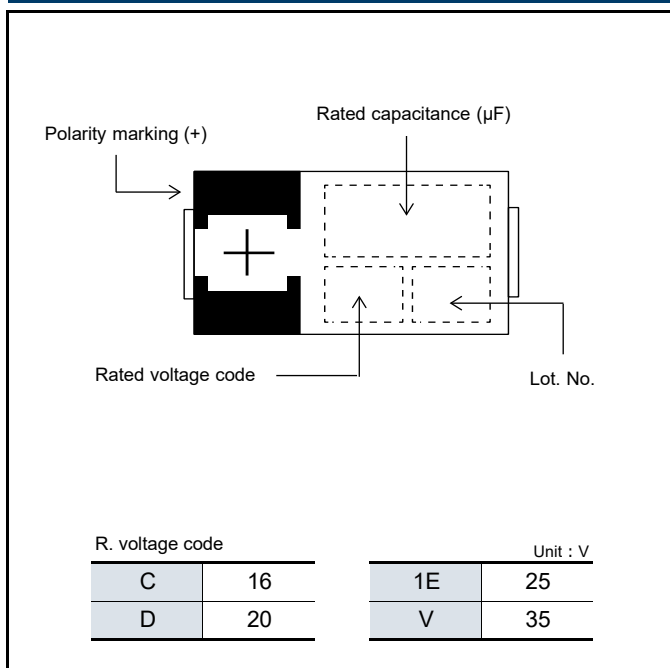 Rated capacitance (µF)
Polarity marking (+)
Rated voltage code
Lot. No.
R. voltage code
Unit : V
C 16 1E 25
D 20 V 35